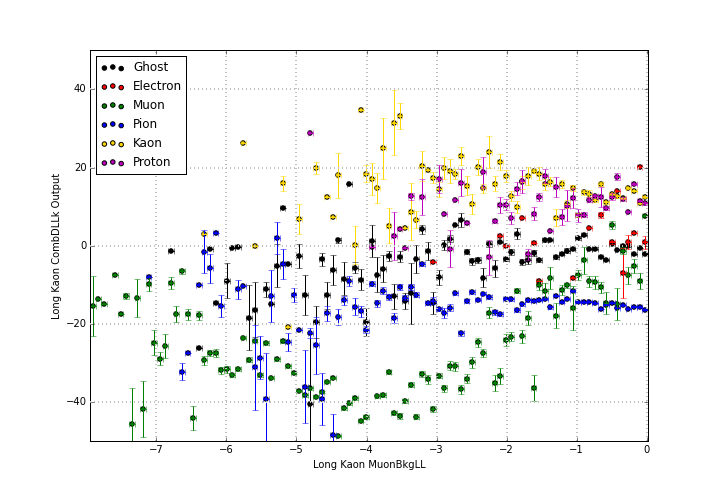 Ghost
Electron
Muon
Pion
Kaon
Proton
40
20
0
−20
−40
−7
−6
−5
−4
−3
−2
−1
0
Long Kaon MuonBkgLL
Long Kaon CombDLLk Output